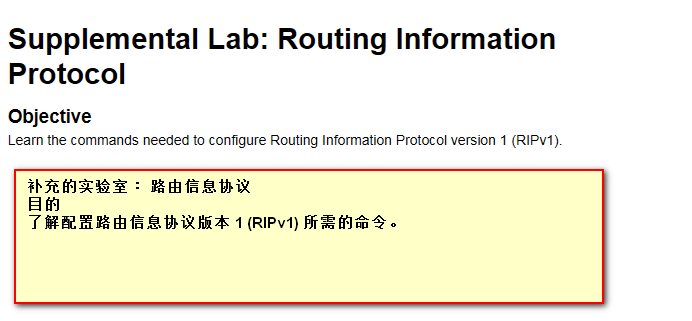 Supplemental Lab: Routing Information
Protocol
Objective
Learn the commands needed to configure Routing Information Protocol version 1 (RIPv1).
补充的实验室： 路由信息协议
目的
了解配置路由信息协议版本 1 (RIPv1) 所需的命令。